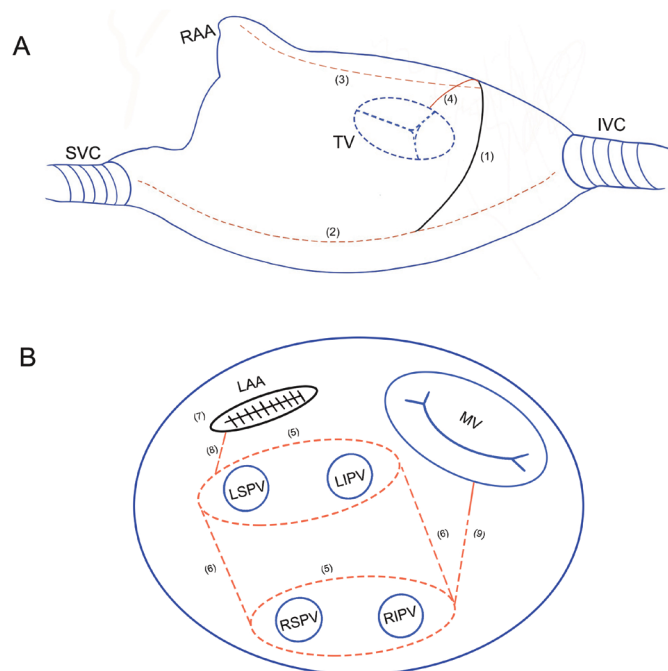 A
RAA
(3)
(4)
IVC
TV
SVC
(1)
(2)
B
LAA
(7)
MV
(5)
(8)
LSPV
LIPV
(6)
(6)
(9)
(5)
RSPV
RIPV